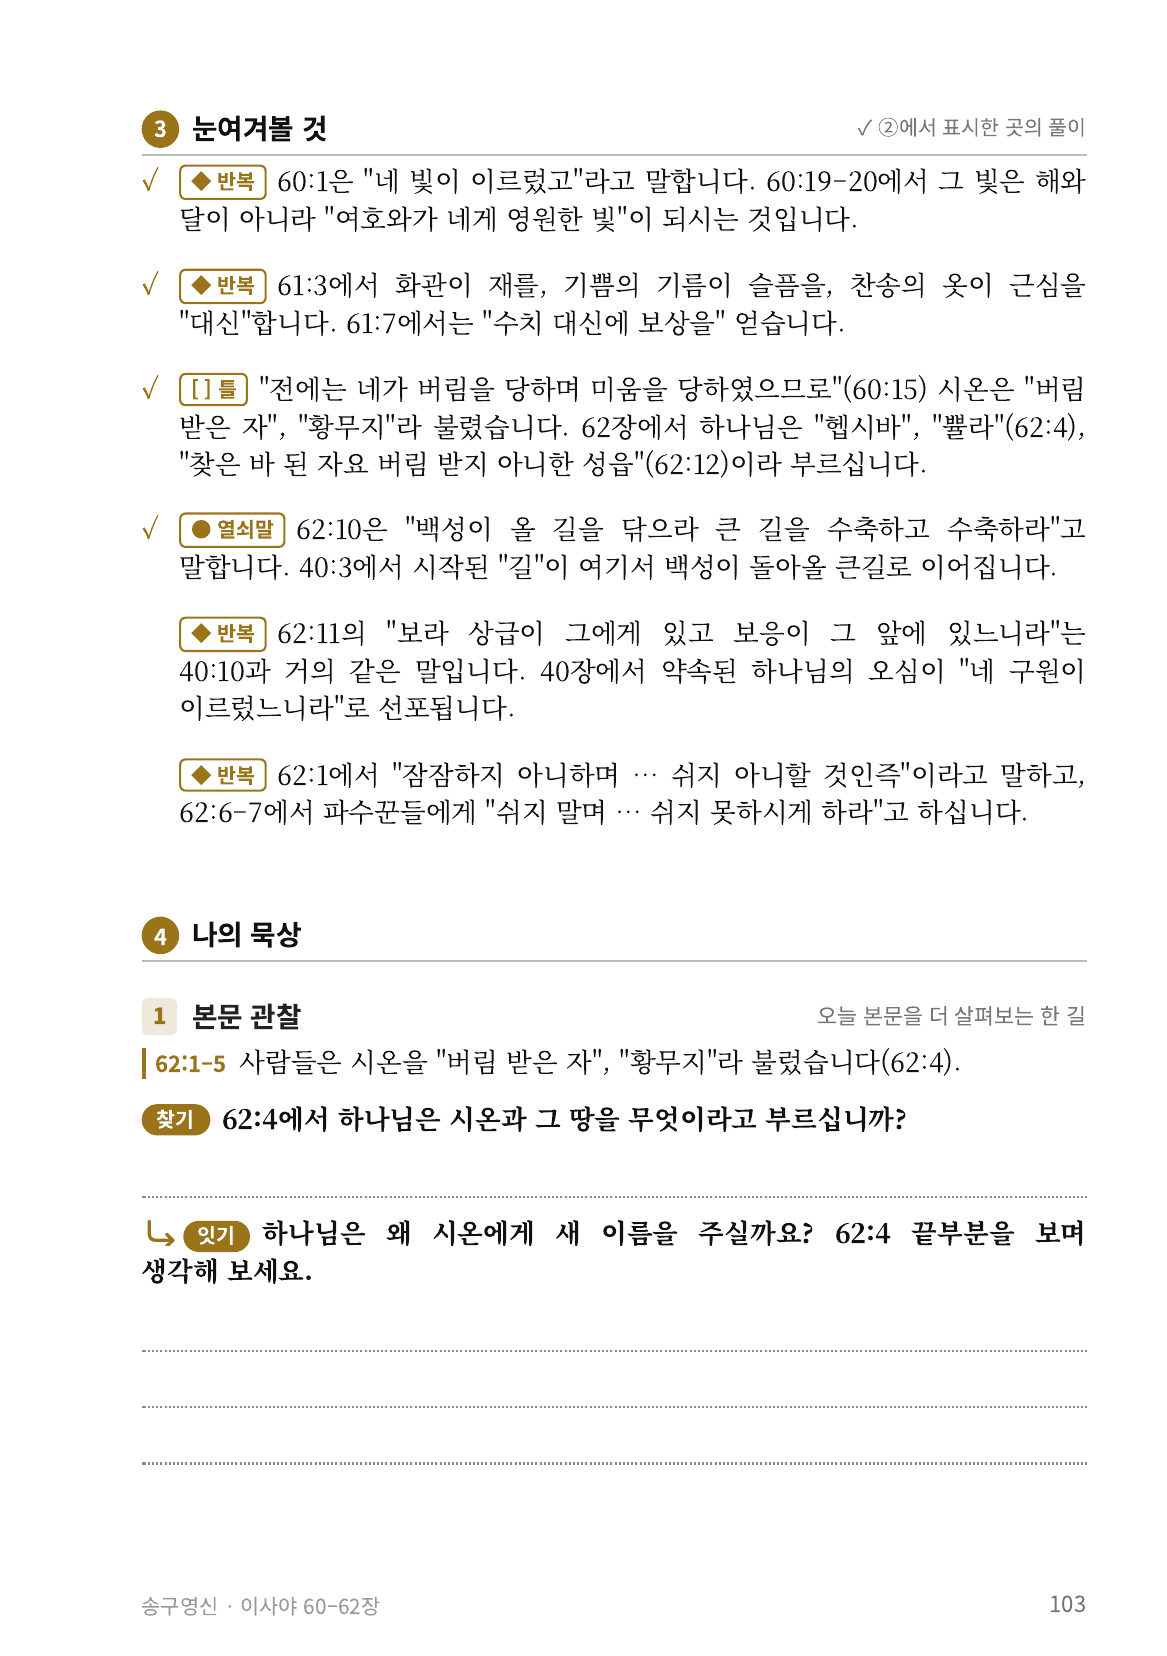 3 눈여겨볼 것 ✓ ②에서 표시한 곳의 풀이
✓ ◆ 반복 60:1은 "네 빛이 이르렀고"라고 말합니다. 60:19-20에서 그 빛은 해와
달이 아니라 "여호와가 네게 영원한 빛"이 되시는 것입니다.
✓ ◆ 반복 61:3에서 화관이 재를, 기쁨의 기름이 슬픔을, 찬송의 옷이 근심을
"대신"합니다. 61:7에서는 "수치 대신에 보상을" 얻습니다.
✓ [ ] 틀 "전에는 네가 버림을 당하며 미움을 당하였으므로"(60:15) 시온은 "버림
받은 자", "황무지"라 불렸습니다. 62장에서 하나님은 "헵시바", "쁄라"(62:4),
"찾은 바 된 자요 버림 받지 아니한 성읍"(62:12)이라 부르십니다.
✓ ● 열쇠말 62:10은 "백성이 올 길을 닦으라 큰 길을 수축하고 수축하라"고
말합니다. 40:3에서 시작된 "길"이 여기서 백성이 돌아올 큰길로 이어집니다.
◆ 반복 62:11의 "보라 상급이 그에게 있고 보응이 그 앞에 있느니라"는
40:10과 거의 같은 말입니다. 40장에서 약속된 하나님의 오심이 "네 구원이
이르렀느니라"로 선포됩니다.
◆ 반복 62:1에서 "잠잠하지 아니하며 … 쉬지 아니할 것인즉"이라고 말하고,
62:6-7에서 파수꾼들에게 "쉬지 말며 … 쉬지 못하시게 하라"고 하십니다.
4 나의 묵상
1 본문 관찰 오늘 본문을 더 살펴보는 한 길
62:1-5 사람들은 시온을 "버림 받은 자", "황무지"라 불렀습니다(62:4).
찾기 62:4에서 하나님은 시온과 그 땅을 무엇이라고 부르십니까?
잇기 하나님은 왜 시온에게 새 이름을 주실까요? 62:4 끝부분을 보며
생각해 보세요.
송구영신 · 이사야 60-62장 103